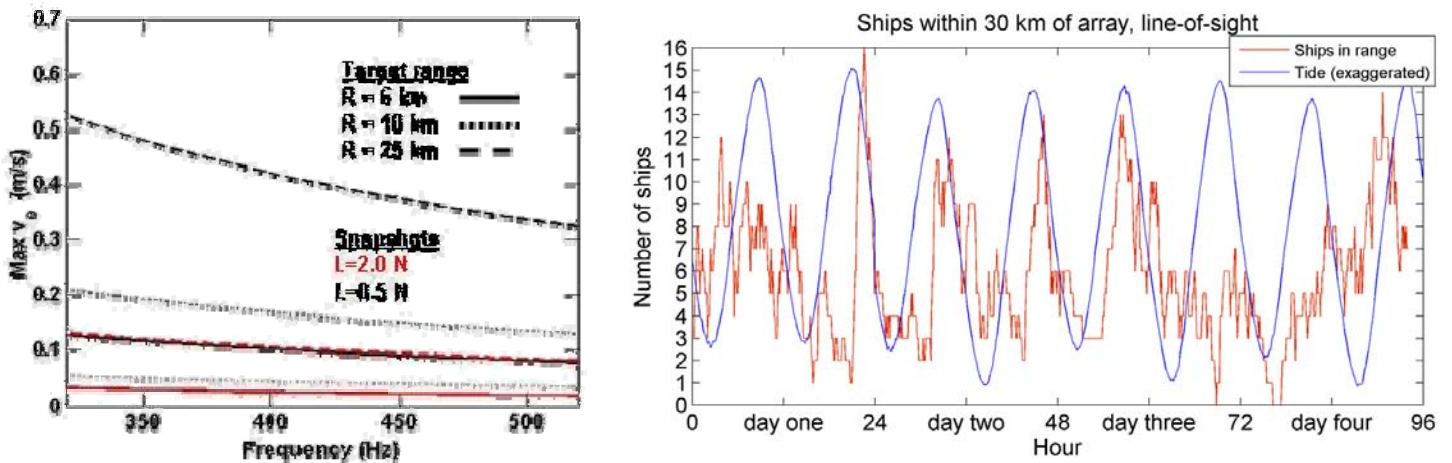 0.7
0.6
0.5
0.4
0.3
0.2
0.1
0
Max v_θ (m/s)
Target range
R = 5 km
R = 10 km
R = 25 km
Snapshots
L=2.0 N
L=0.5 N
350
400
450
500
Frequency (Hz)
Ships within 30 km of array, line-of-sight
Ships in range
Tide (exaggerated)
16
15
14
13
12
11
10
9
8
7
6
5
4
3
2
1
0
Number of ships
0 day one 24 day two 48 day three 72 day four 96
Hour